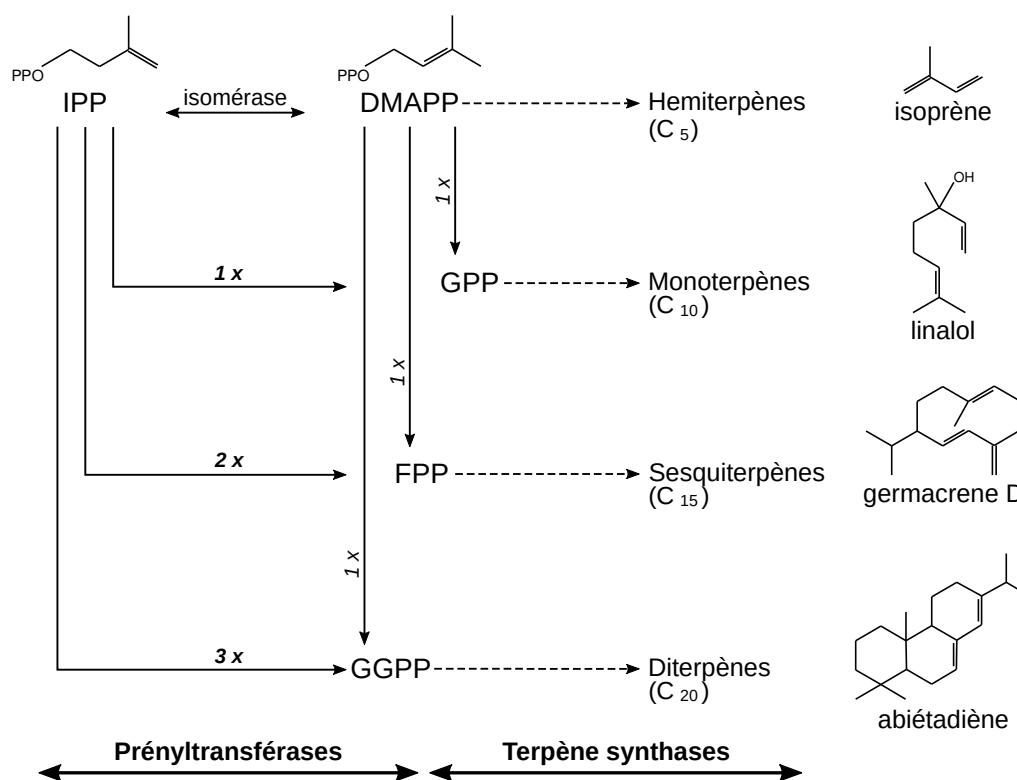 PPO
PPO
IPP
isomérase
DMAPP
Hemiterpènes
(C 5)
isoprène
1 x
OH
1 x
GPP
Monoterpènes
(C 10)
linalol
1 x
2 x
FPP
Sesquiterpènes
(C 15)
germacrene D
1 x
3 x
GGPP
Diterpènes
(C 20)
abiétadiène
Prényltransférases
Terpène synthases